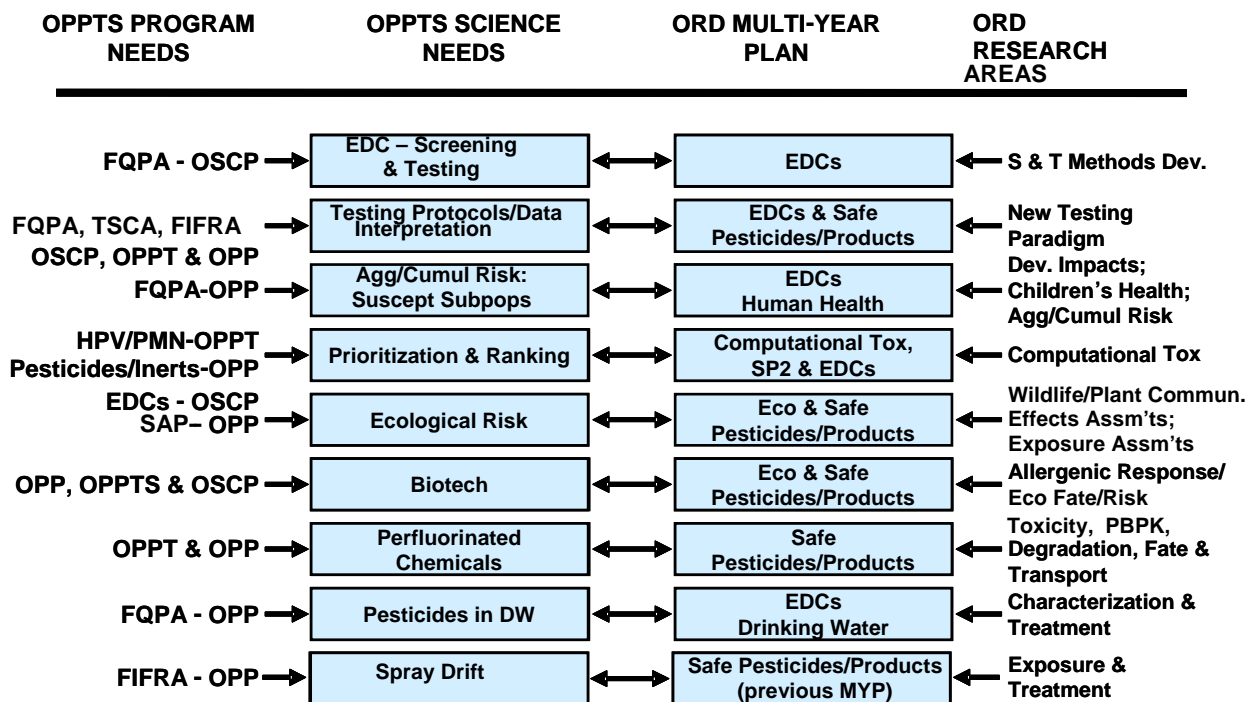 OPPTS PROGRAM
NEEDS
OPPTS SCIENCE
NEEDS
ORD MULTI-YEAR
PLAN
ORD
RESEARCH
AREAS
FQPA - OSCP
EDC – Screening
& Testing
EDCs
S & T Methods Dev.
FQPA, TSCA, FIFRA
OSCP, OPPT & OPP
Testing Protocols/Data
Interpretation
EDCs & Safe
Pesticides/Products
New Testing
Paradigm
FQPA-OPP
Agg/Cumul Risk:
Suscept Subpops
EDCs
Human Health
Dev. Impacts;
Children’s Health;
Agg/Cumul Risk
HPV/PMN-OPPT
Pesticides/Inerts-OPP
Prioritization & Ranking
Computational Tox,
SP2 & EDCs
Computational Tox
EDCs - OSCP
SAP– OPP
Ecological Risk
Eco & Safe
Pesticides/Products
Wildlife/Plant Commun.
Effects Assm’ts;
Exposure Assm’ts
OPP, OPPTS & OSCP
Biotech
Eco & Safe
Pesticides/Products
Allergenic Response/
Eco Fate/Risk
OPPT & OPP
Perfluorinated
Chemicals
Safe
Pesticides/Products
Toxicity, PBPK,
Degradation, Fate &
Transport
FQPA - OPP
Pesticides in DW
EDCs
Drinking Water
Characterization &
Treatment
FIFRA - OPP
Spray Drift
Safe Pesticides/Products
(previous MYP)
Exposure &
Treatment